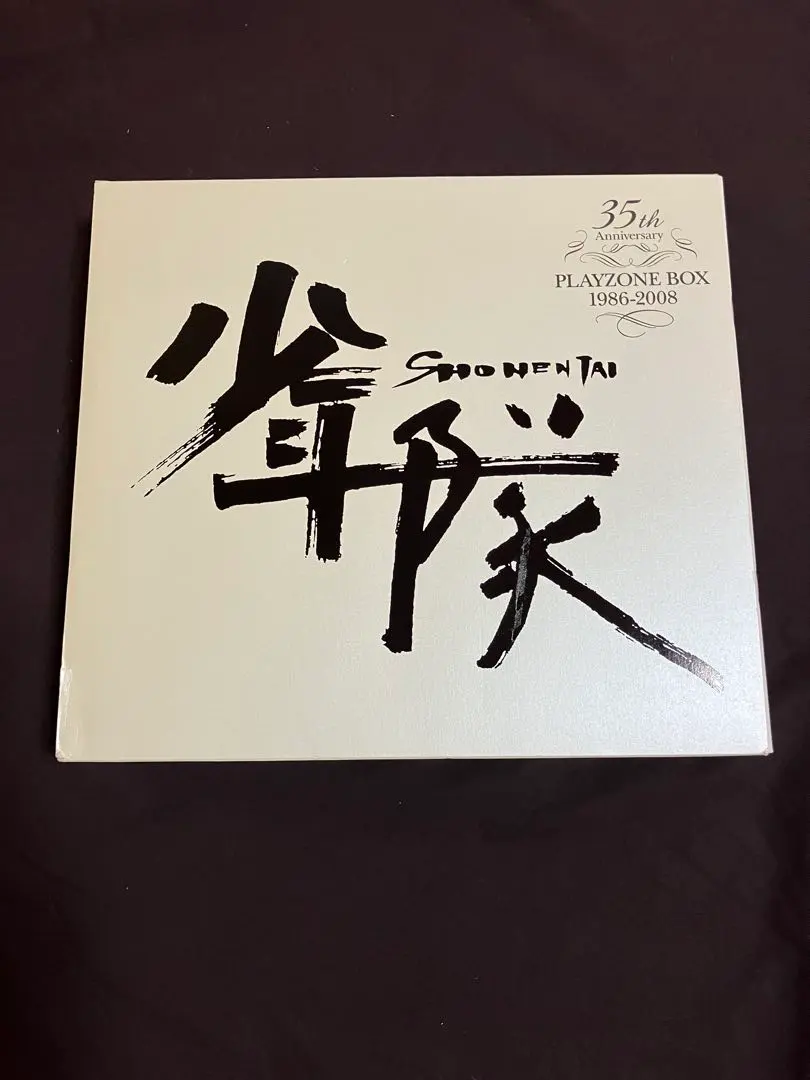 35th
Anniversary
PLAYZONE BOX
1986-2008
SHONENTAI
少年隊